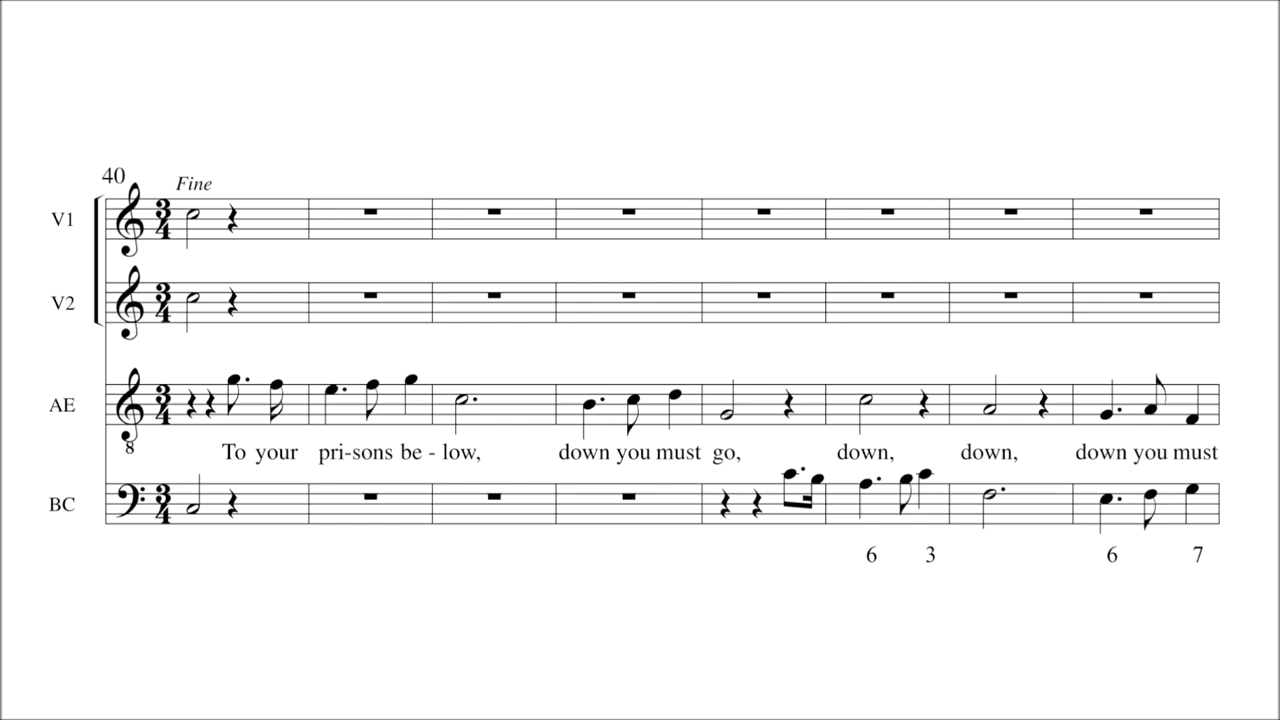 40
Fine
V1
V2
AE
8
To your pri-sons be - low, down you must go, down, down, down you must
BC
6 3 6 7